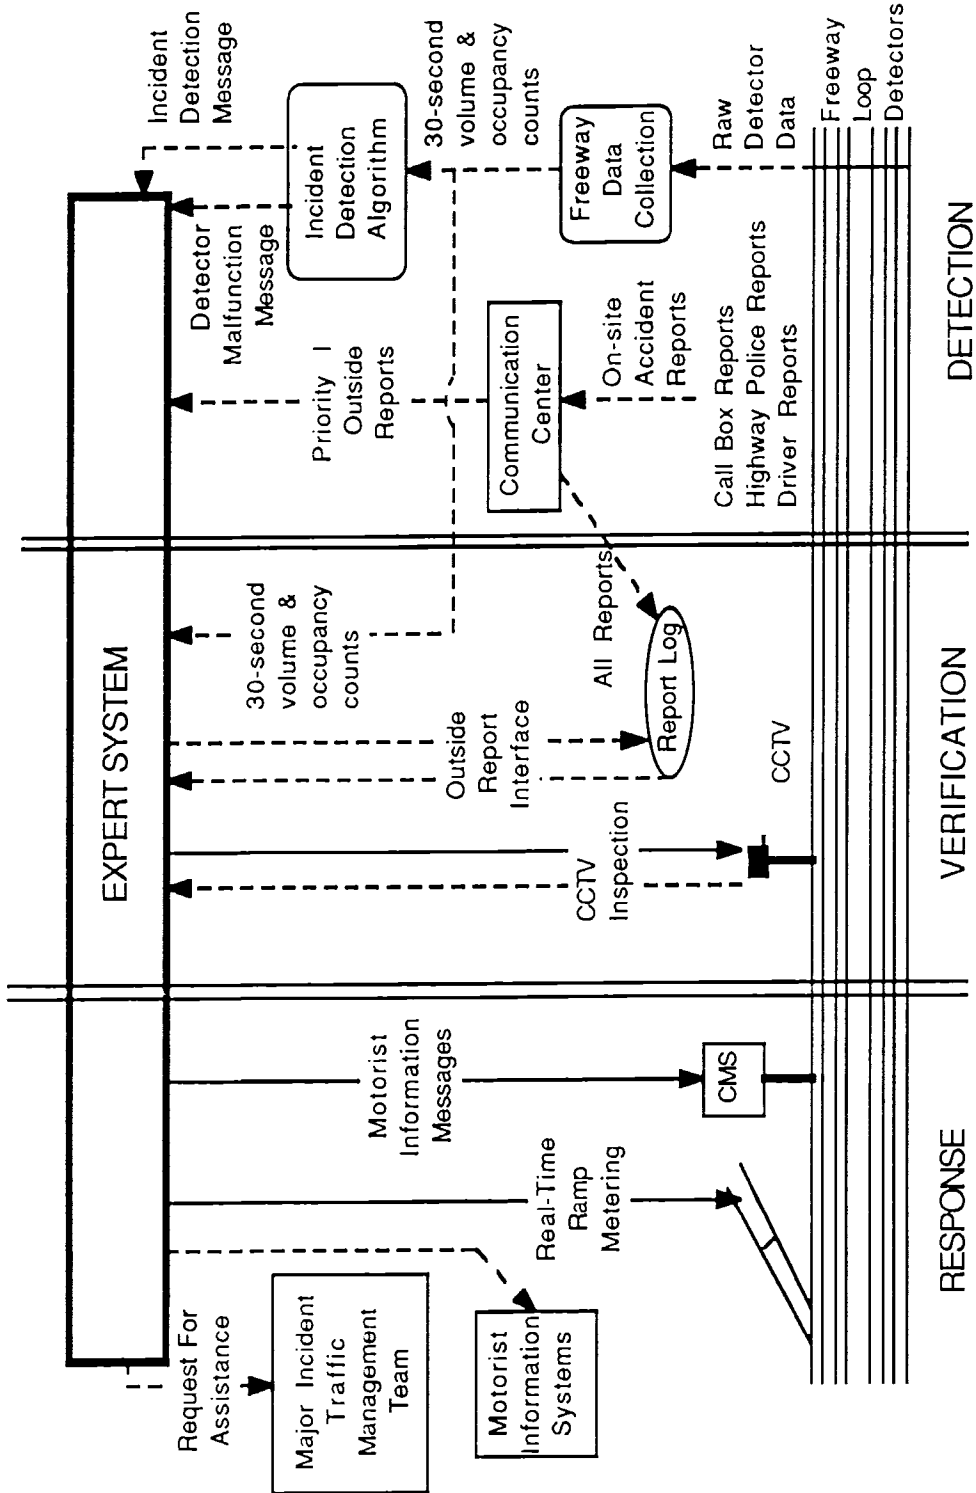 EXPERT SYSTEM
Request For
Assistance
Major Incident
Traffic
Management
Team
Motorist
Information
Systems
Real-Time
Ramp
Metering
Motorist
Information
Messages
CMS
RESPONSE
CCTV
Inspection
CCTV
Outside
Report
Interface
Report Log
All Reports
30-second
volume &
occupancy
counts
VERIFICATION
Priority I
Outside
Reports
Communication
Center
On-site
Accident
Reports
Call Box Reports
Highway Police Reports
Driver Reports
Detector
Malfunction
Message
Incident
Detection
Message
Incident
Detection
Algorithm
30-second
volume &
occupancy
counts
Freeway
Data
Collection
Raw
Detector
Data
Freeway
Loop
Detectors
DETECTION